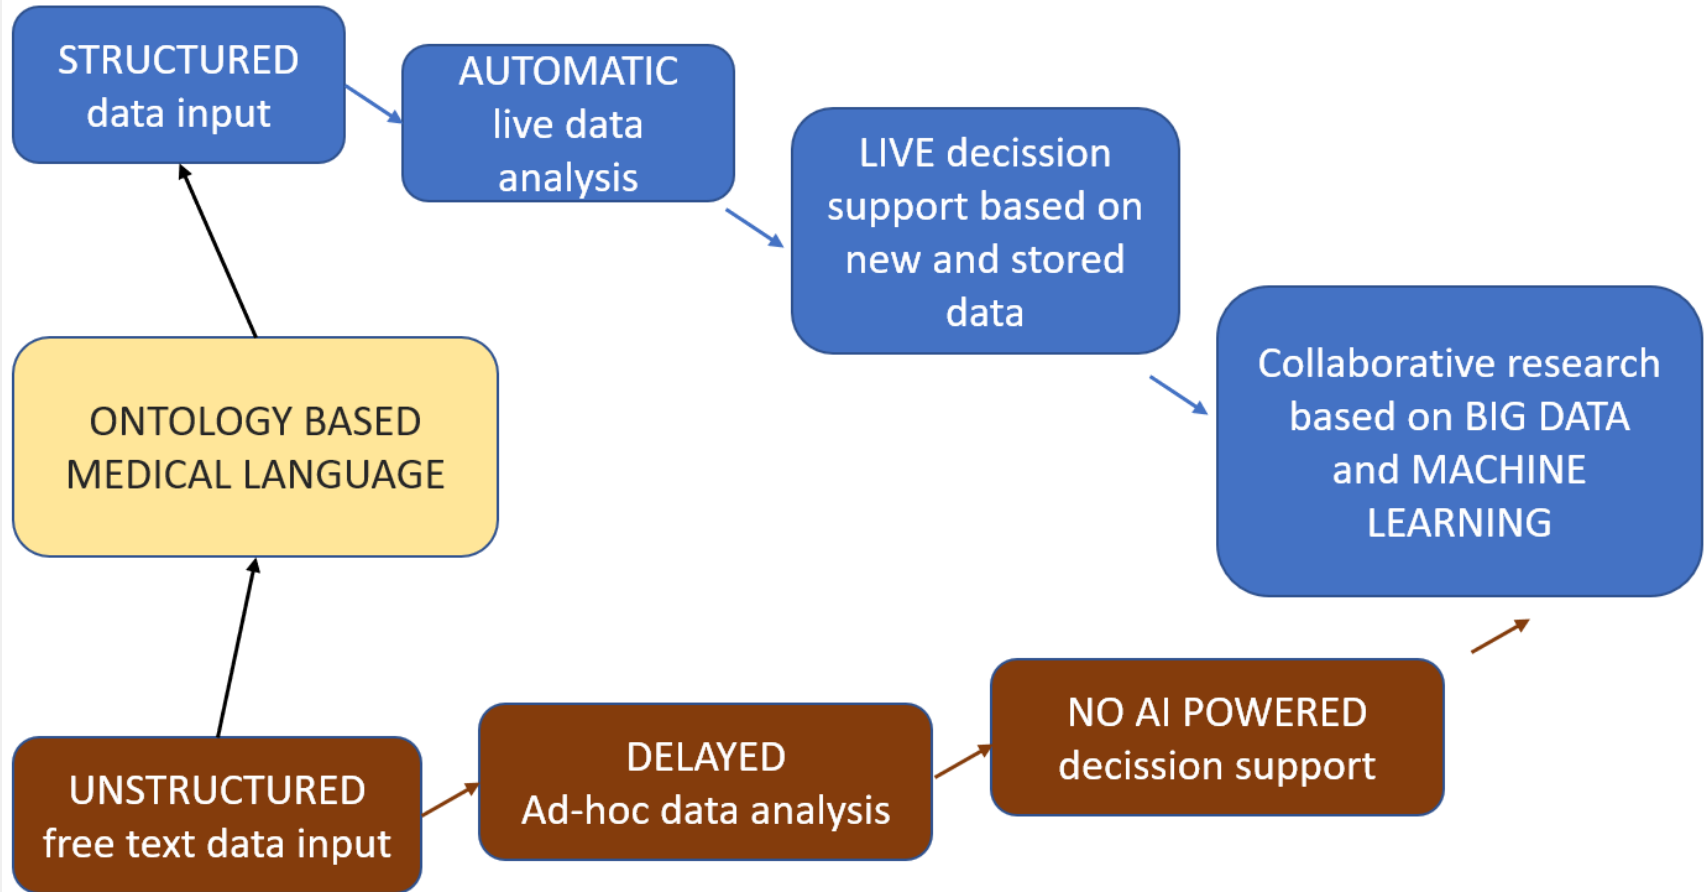 STRUCTURED
data input
AUTOMATIC
live data
analysis
LIVE decission
support based on
new and stored
data
Collaborative research
based on BIG DATA
and MACHINE
LEARNING
ONTOLOGY BASED
MEDICAL LANGUAGE
UNSTRUCTURED
free text data input
DELAYED
Ad-hoc data analysis
NO AI POWERED
decission support